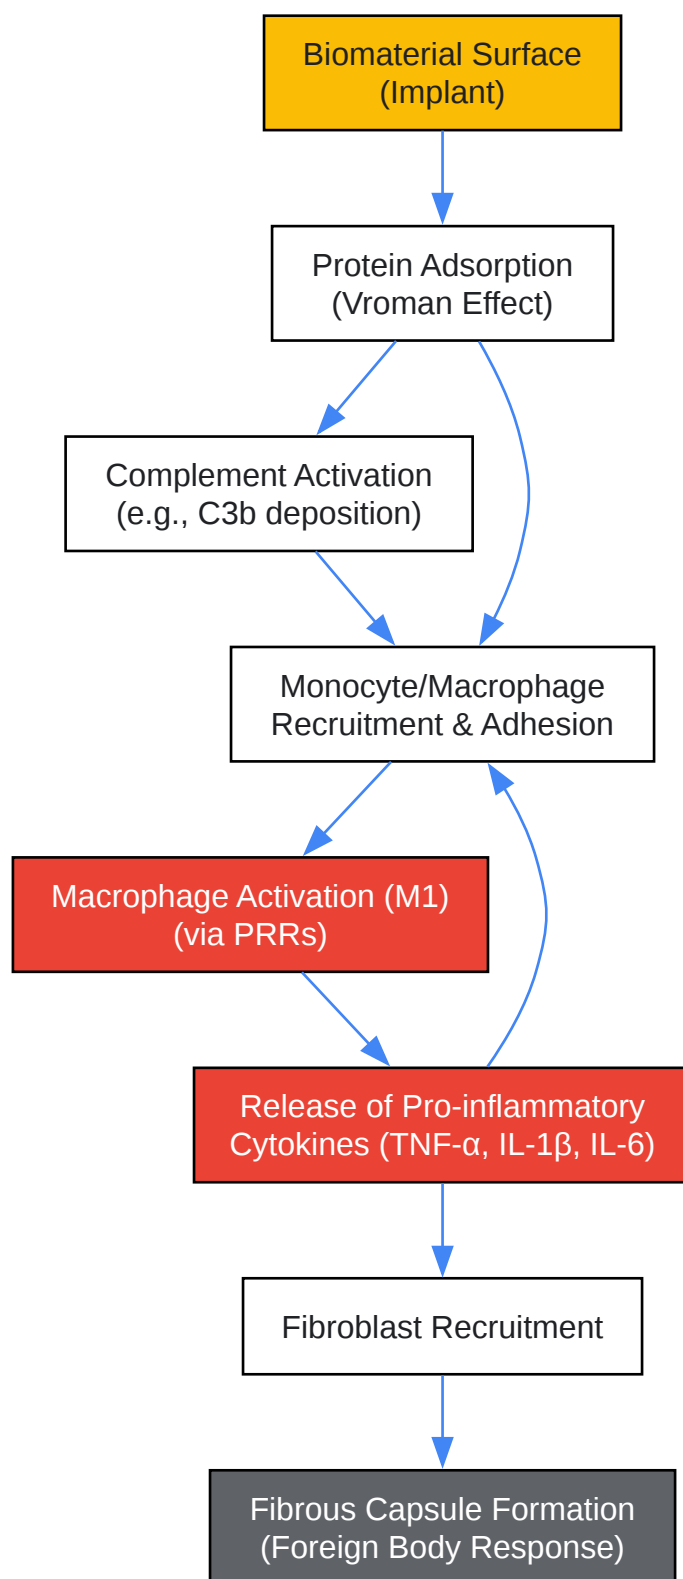 Biomaterial Surface
(Implant)
Protein Adsorption
(Vroman Effect)
Complement Activation
(e.g., C3b deposition)
Monocyte/Macrophage
Recruitment & Adhesion
Macrophage Activation (M1)
(via PRRs)
Release of Pro-inflammatory
Cytokines (TNF-α, IL-1β, IL-6)
Fibroblast Recruitment
Fibrous Capsule Formation
(Foreign Body Response)